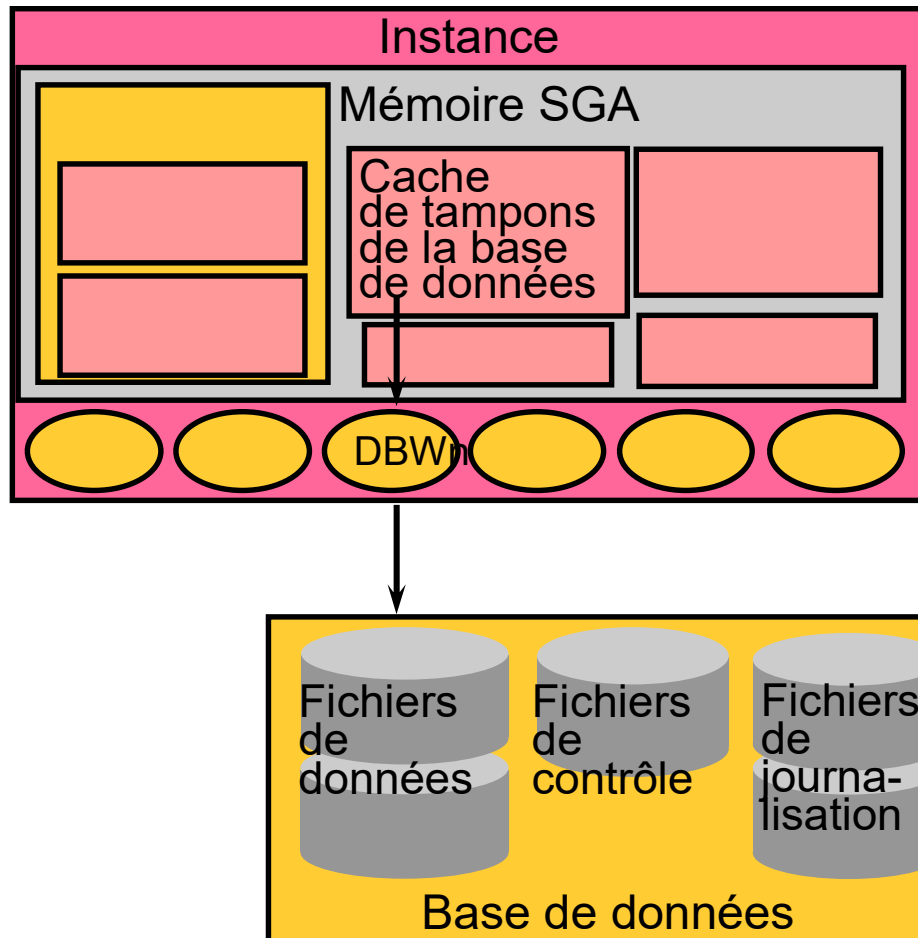 Instance
Mémoire SGA
Cache
de tampons
de la base
de données
DBWn
Fichiers
de
données
Fichiers
de
contrôle
Fichiers
de
journa-
lisation
Base de données